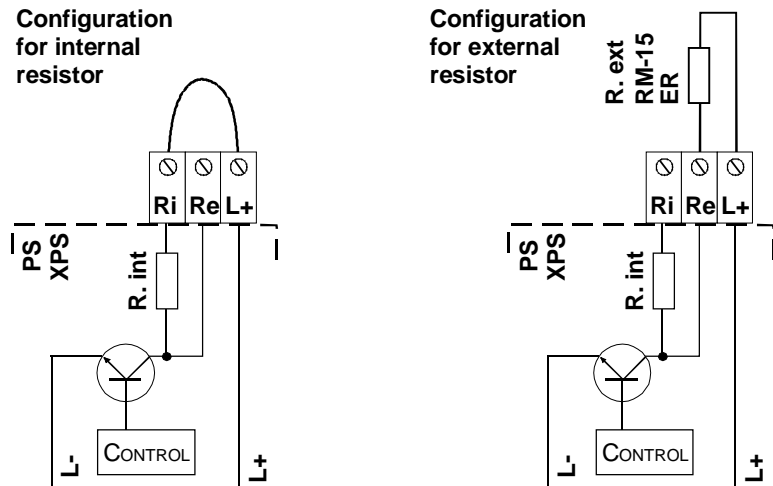 Configuration
for internal
resistor
Ri Re L+
PS
XPS
R. int
CONTROL
L-
L+
Configuration
for external
resistor
R. ext
RM-15
ER
Ri Re L+
PS
XPS
R. int
CONTROL
L-
L+